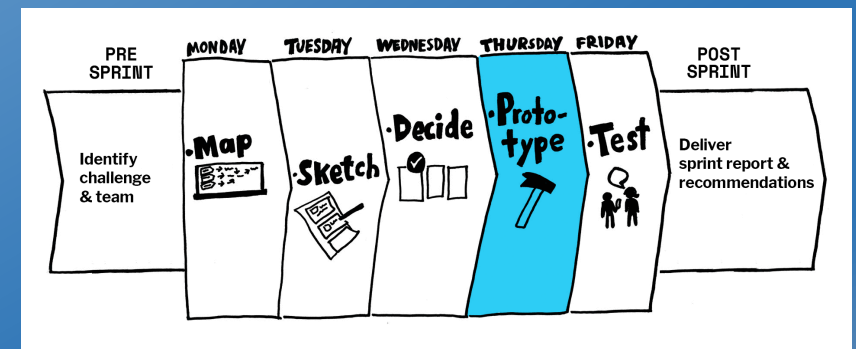 PRE
SPRINT
MONDAY
TUESDAY
WEDNESDAY
THURSDAY
FRIDAY
POST
SPRINT
Identify
challenge
& team
·Map
·Sketch
·Decide
·Proto-
type
·Test
Deliver
sprint report &
recommendations